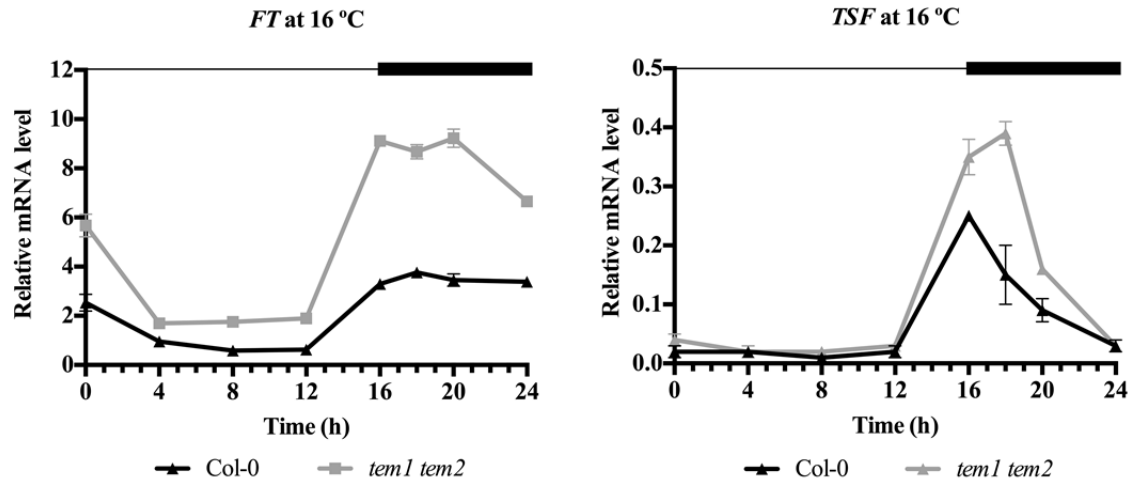 FT at 16 ºC
12
10
8
6
4
2
0
Relative mRNA level
0 4 8 12 16 20 24
Time (h)
Col-0 tem1 tem2
TSF at 16 ºC
0.5
0.4
0.3
0.2
0.1
0.0
Relative mRNA level
0 4 8 12 16 20 24
Time (h)
Col-0 tem1 tem2